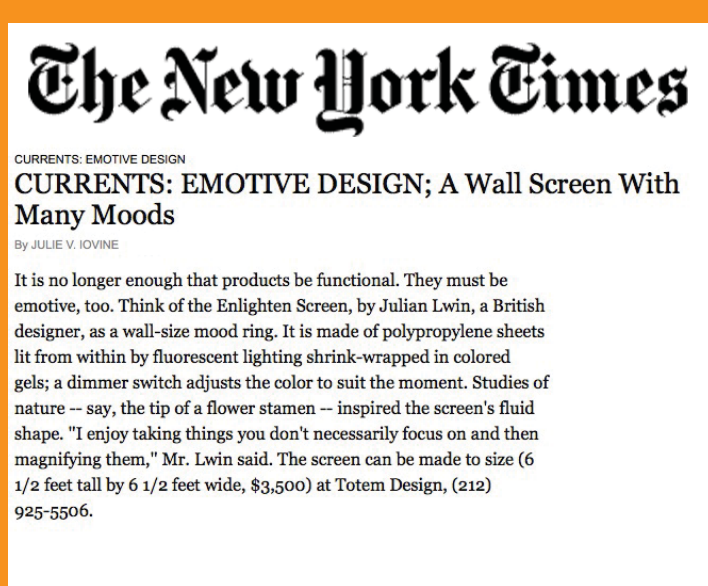 The New York Times
CURRENTS: EMOTIVE DESIGN
CURRENTS: EMOTIVE DESIGN; A Wall Screen With
Many Moods
By JULIE V. IOVINE
It is no longer enough that products be functional. They must be
emotive, too. Think of the Enlighten Screen, by Julian Lwin, a British
designer, as a wall-size mood ring. It is made of polypropylene sheets
lit from within by fluorescent lighting shrink-wrapped in colored
gels; a dimmer switch adjusts the color to suit the moment. Studies of
nature -- say, the tip of a flower stamen -- inspired the screen's fluid
shape. "I enjoy taking things you don't necessarily focus on and then
magnifying them,'' Mr. Lwin said. The screen can be made to size (6
1/2 feet tall by 6 1/2 feet wide, $3,500) at Totem Design, (212)
925-5506.